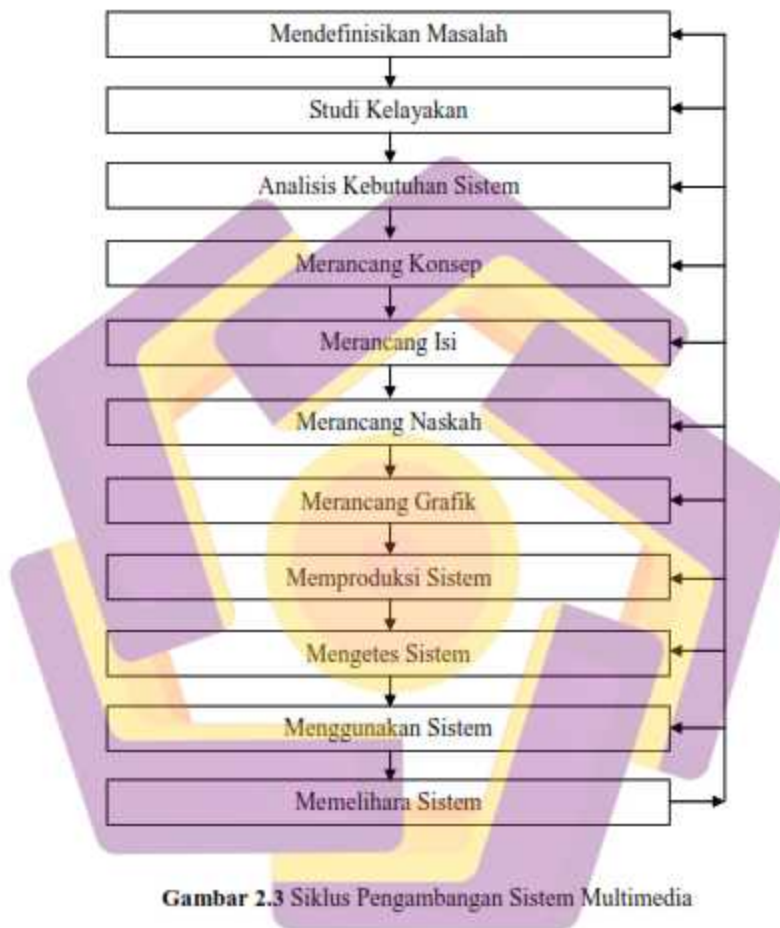 Mendefinisikan Masalah
Studi Kelayakan
Analisis Kebutuhan Sistem
Merancang Konsep
Merancang Isi
Merancang Naskah
Merancang Grafik
Memproduksi Sistem
Mengetes Sistem
Menggunakan Sistem
Memelihara Sistem
Gambar 2.3 Siklus Pengambangan Sistem Multimedia